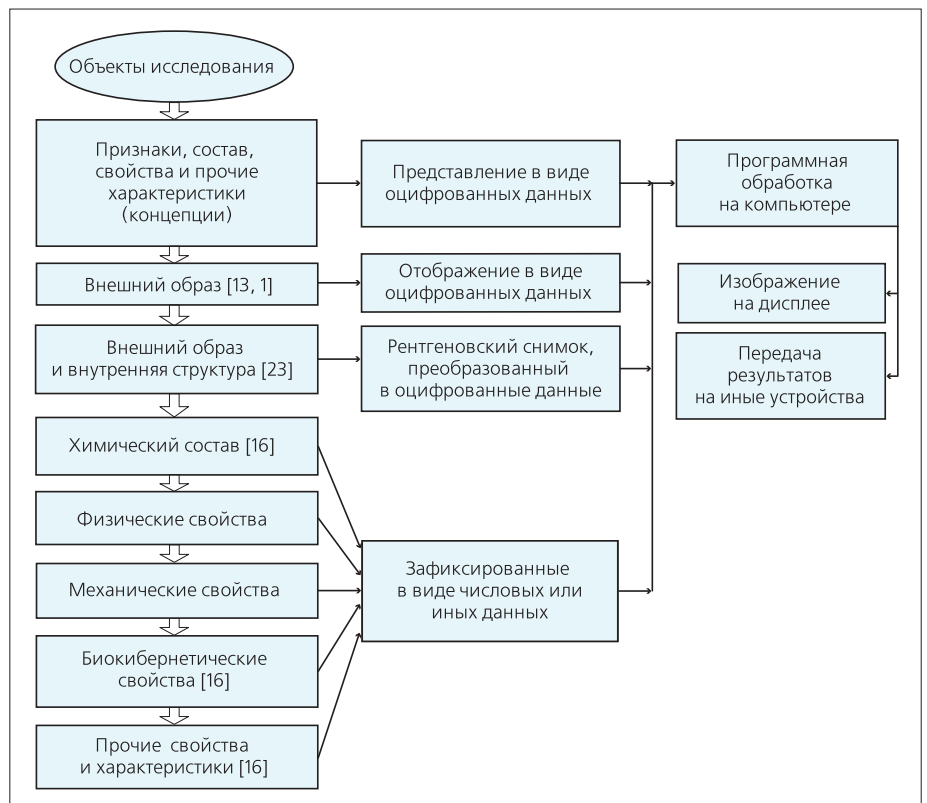 Объекты исследования
Признаки, состав,
свойства и прочие
характеристики
(концепции)
Внешний образ [13, 1]
Внешний образ
и внутренняя структура [23]
Химический состав [16]
Физические свойства
Механические свойства
Биокибернетические
свойства [16]
Прочие свойства
и характеристики [16]
Представление в виде
оцифрованных данных
Отображение в виде
оцифрованных данных
Рентгеновский снимок,
преобразованный
в оцифрованные данные
Зафиксированные
в виде числовых или
иных данных
Программная
обработка
на компьютере
Изображение
на дисплее
Передача
результатов
на иные устройства